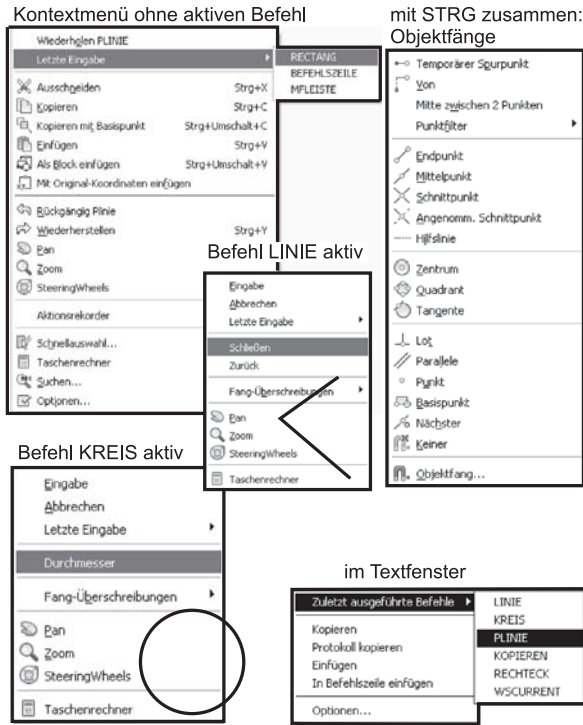 Kontextmenü ohne aktiven Befehl
Wiederholen PLINIE
Letzte Eingabe
RECTANG
BEFEHLSZEILE
MFLEISTE
Ausschneiden Strg+X
Kopieren Strg+C
Kopieren mit Basispunkt Strg+Umschalt+C
Einfügen Strg+V
Als Block einfügen Strg+Umschalt+V
Mit Original-Koordinaten einfügen
Rückgängig Plinie
Wiederherstellen Strg+Y
Pan
Zoom
SteeringWheels
Aktionsrekorder
Schnellauswahl...
Taschenrechner
Suchen...
Optionen...
mit STRG zusammen:
Objektfänge
Temporärer Spurpunkt
Von
Mitte zwischen 2 Punkten
Punktfilter
Endpunkt
Mittelpunkt
Schnittpunkt
Angenomm. Schnittpunkt
Hilfslinie
Zentrum
Quadrant
Tangente
Lot
Parallele
Punkt
Basispunkt
Nächster
Keiner
Objektfang...
Befehl LINIE aktiv
Eingabe
Abbrechen
Letzte Eingabe
Schließen
Zurück
Fang-Überschreibungen
Pan
Zoom
SteeringWheels
Taschenrechner
Befehl KREIS aktiv
Eingabe
Abbrechen
Letzte Eingabe
Durchmesser
Fang-Überschreibungen
Pan
Zoom
SteeringWheels
Taschenrechner
im Textfenster
Zuletzt ausgeführte Befehle
Kopieren
Protokoll kopieren
Einfügen
In Befehlszeile einfügen
Optionen...
LINIE
KREIS
PLINIE
KOPIEREN
RECHTECK
WSCURRENT